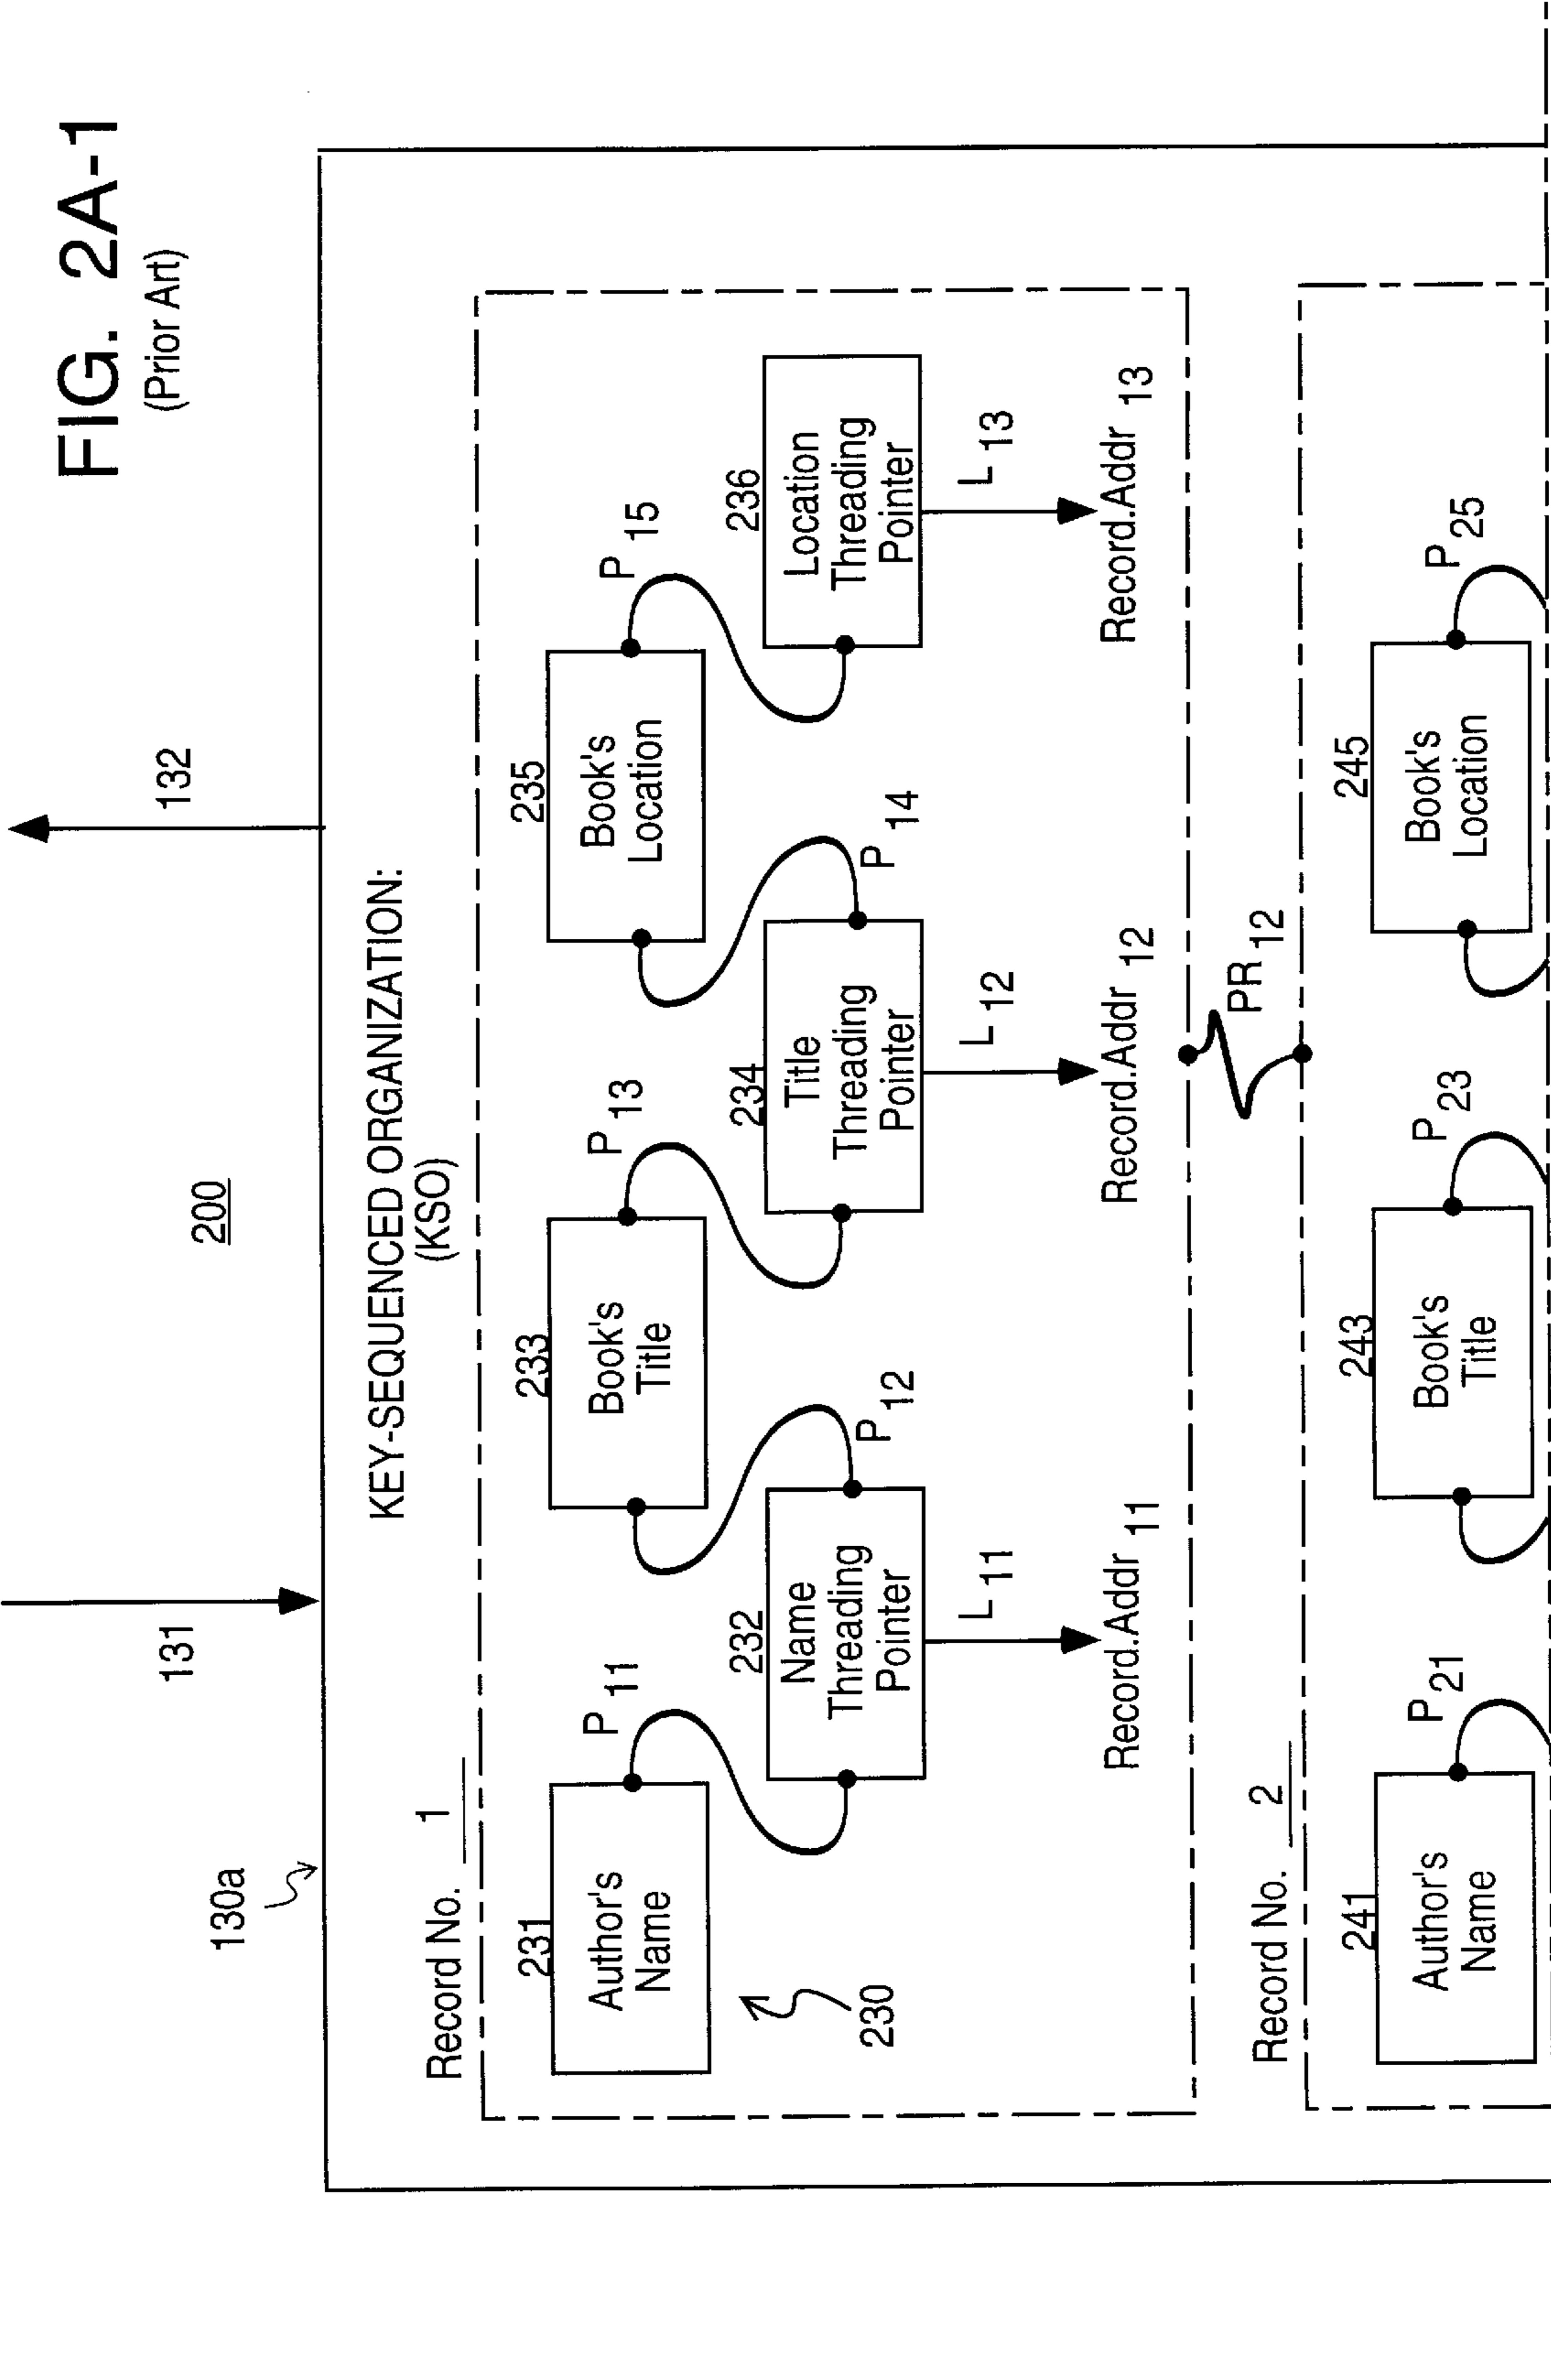 FIG. 2A-1
(Prior Art)
200
131
132
130a
KEY-SEQUENCED ORGANIZATION:
(KSO)
Record No. 1
231
Author's
Name
P 11
232
Name
Threading
Pointer
P 12
233
Book's
Title
P 13
234
Title
Threading
Pointer
P 14
235
Book's
Location
P 15
236
Location
Threading
Pointer
230
L 11
L 12
L 13
Record.Addr 11
Record.Addr 12
Record.Addr 13
PR 12
Record No. 2
241
Author's
Name
P 21
243
Book's
Title
P 23
245
Book's
Location
P 25